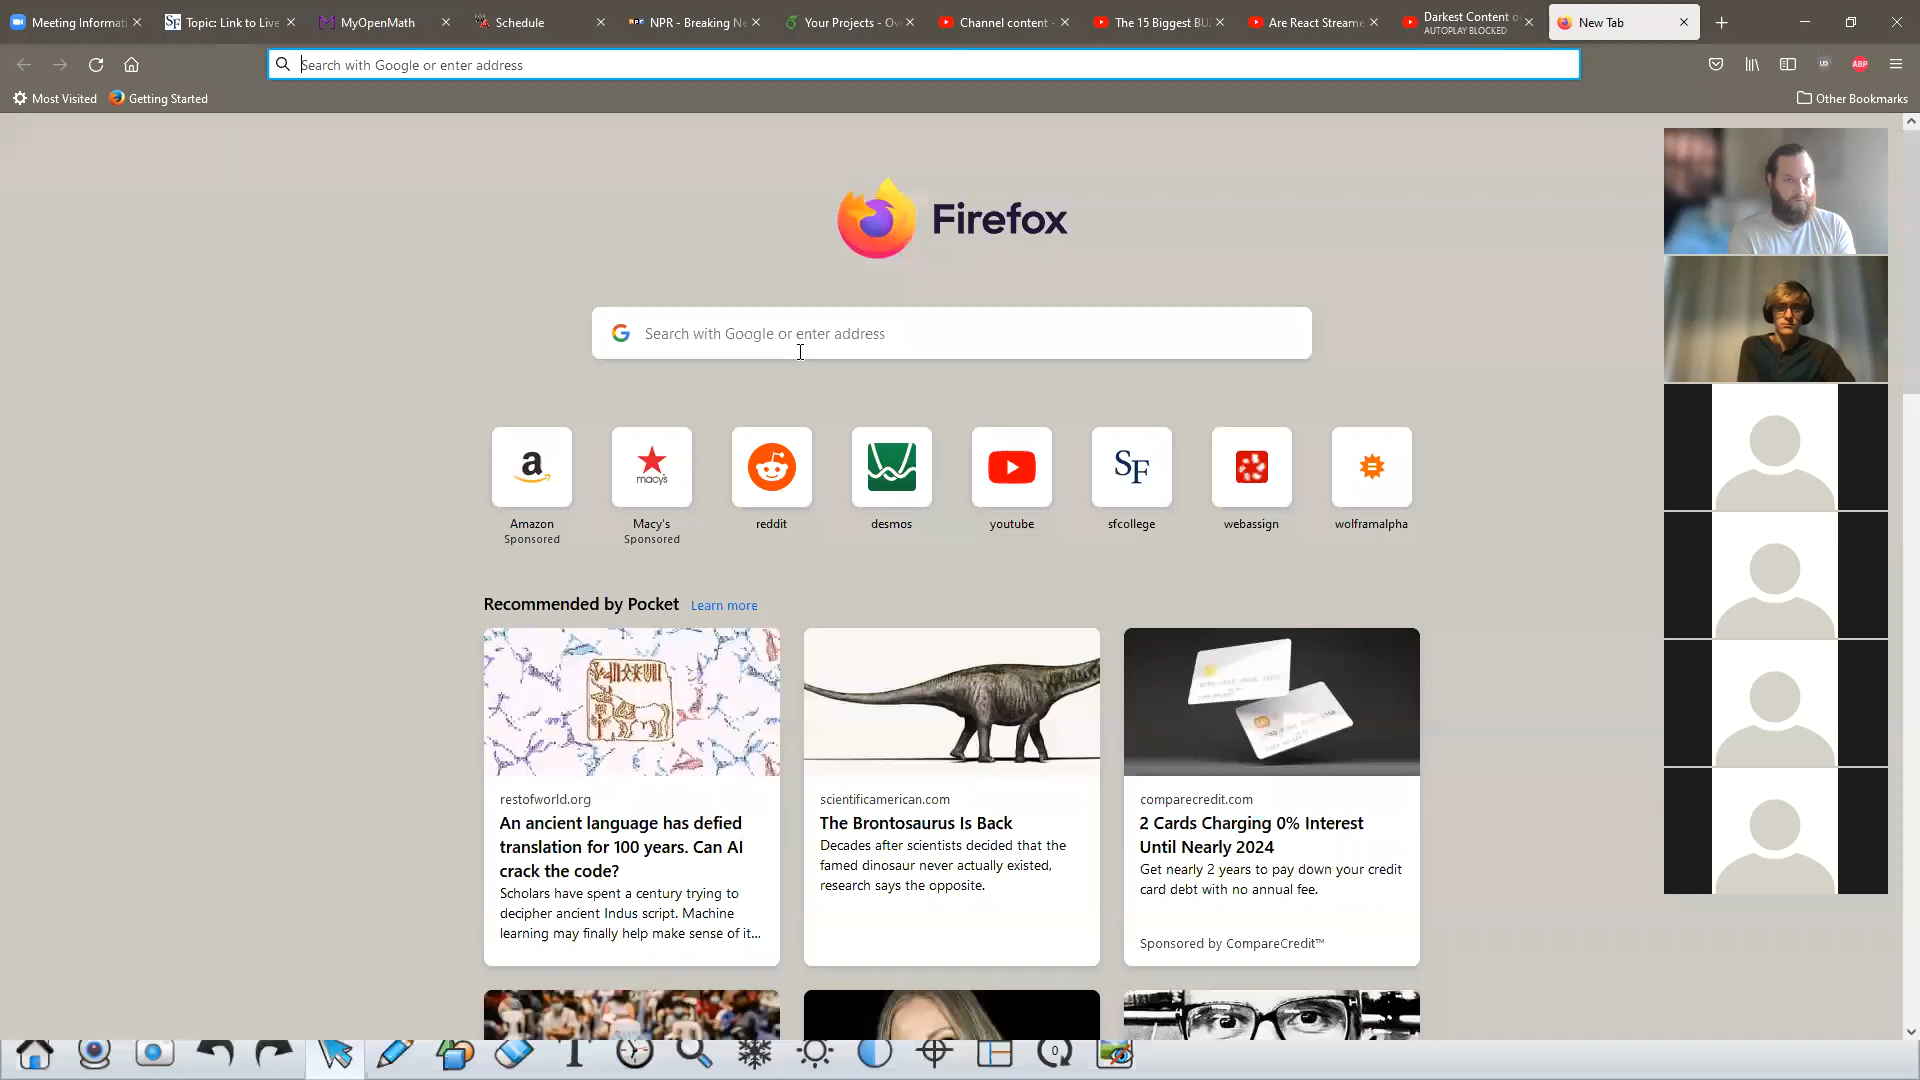 Meeting Informat
SF Topic: Link to Live
MyOpenMath
Schedule
npr NPR - Breaking Ne
Your Projects - Ov
Channel content -
The 15 Biggest BU
Are React Streame
Darkest Content o
AUTOPLAY BLOCKED
New Tab
Search with Google or enter address
ABP
Most Visited
Getting Started
Other Bookmarks
Firefox
Search with Google or enter address
a
macys
SF
Amazon
Sponsored
Macy's
Sponsored
reddit
desmos
youtube
sfcollege
webassign
wolframalpha
Recommended by Pocket Learn more
restofworld.org
An ancient language has defied
translation for 100 years. Can AI
crack the code?
Scholars have spent a century trying to
decipher ancient Indus script. Machine
learning may finally help make sense of it...
scientificamerican.com
The Brontosaurus Is Back
Decades after scientists decided that the
famed dinosaur never actually existed,
research says the opposite.
comparecredit.com
2 Cards Charging 0% Interest
Until Nearly 2024
Get nearly 2 years to pay down your credit
card debt with no annual fee.
Sponsored by CompareCredit™
T
0